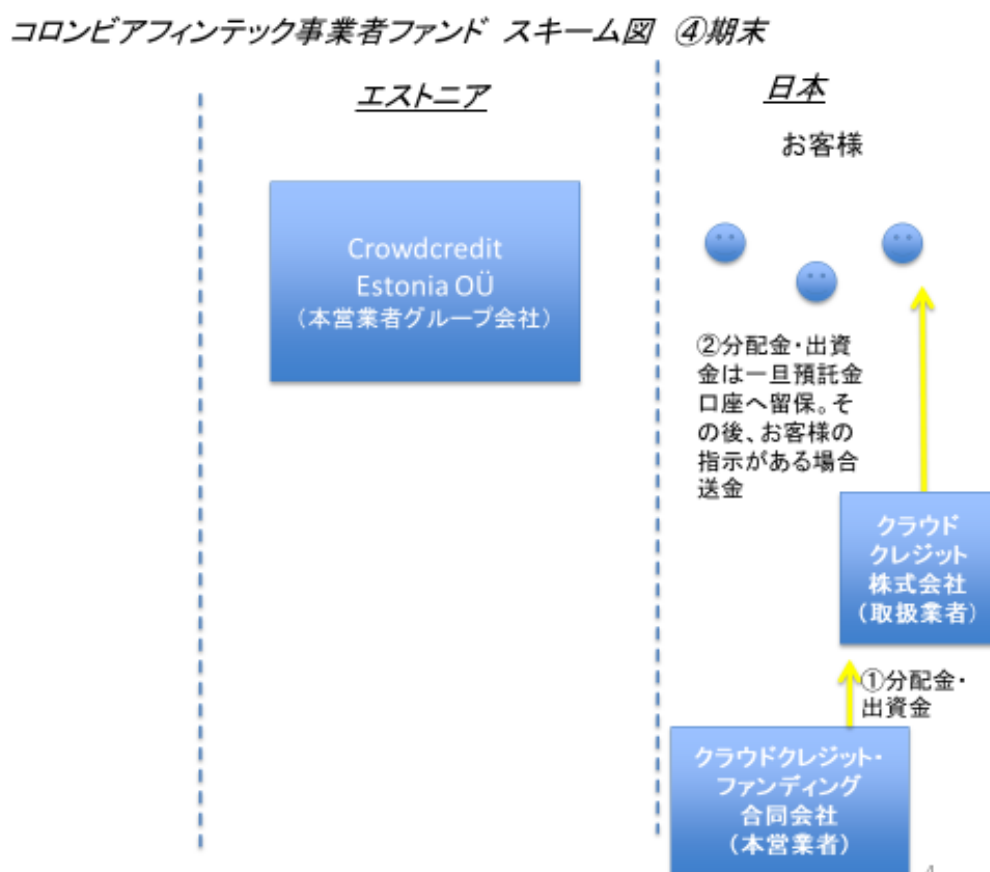 コロンビアフィンテック事業者ファンド スキーム図 ④期末
エストニア
日本
お客様
Crowdcredit
Estonia OÜ
（本営業者グループ会社）
②分配金・出資
金は一旦預託金
口座へ留保。そ
の後、お客様の
指示がある場合
送金
クラウド
クレジット
株式会社
（取扱業者）
①分配金・
出資金
クラウドクレジット・
ファンディング
合同会社
（本営業者）
4